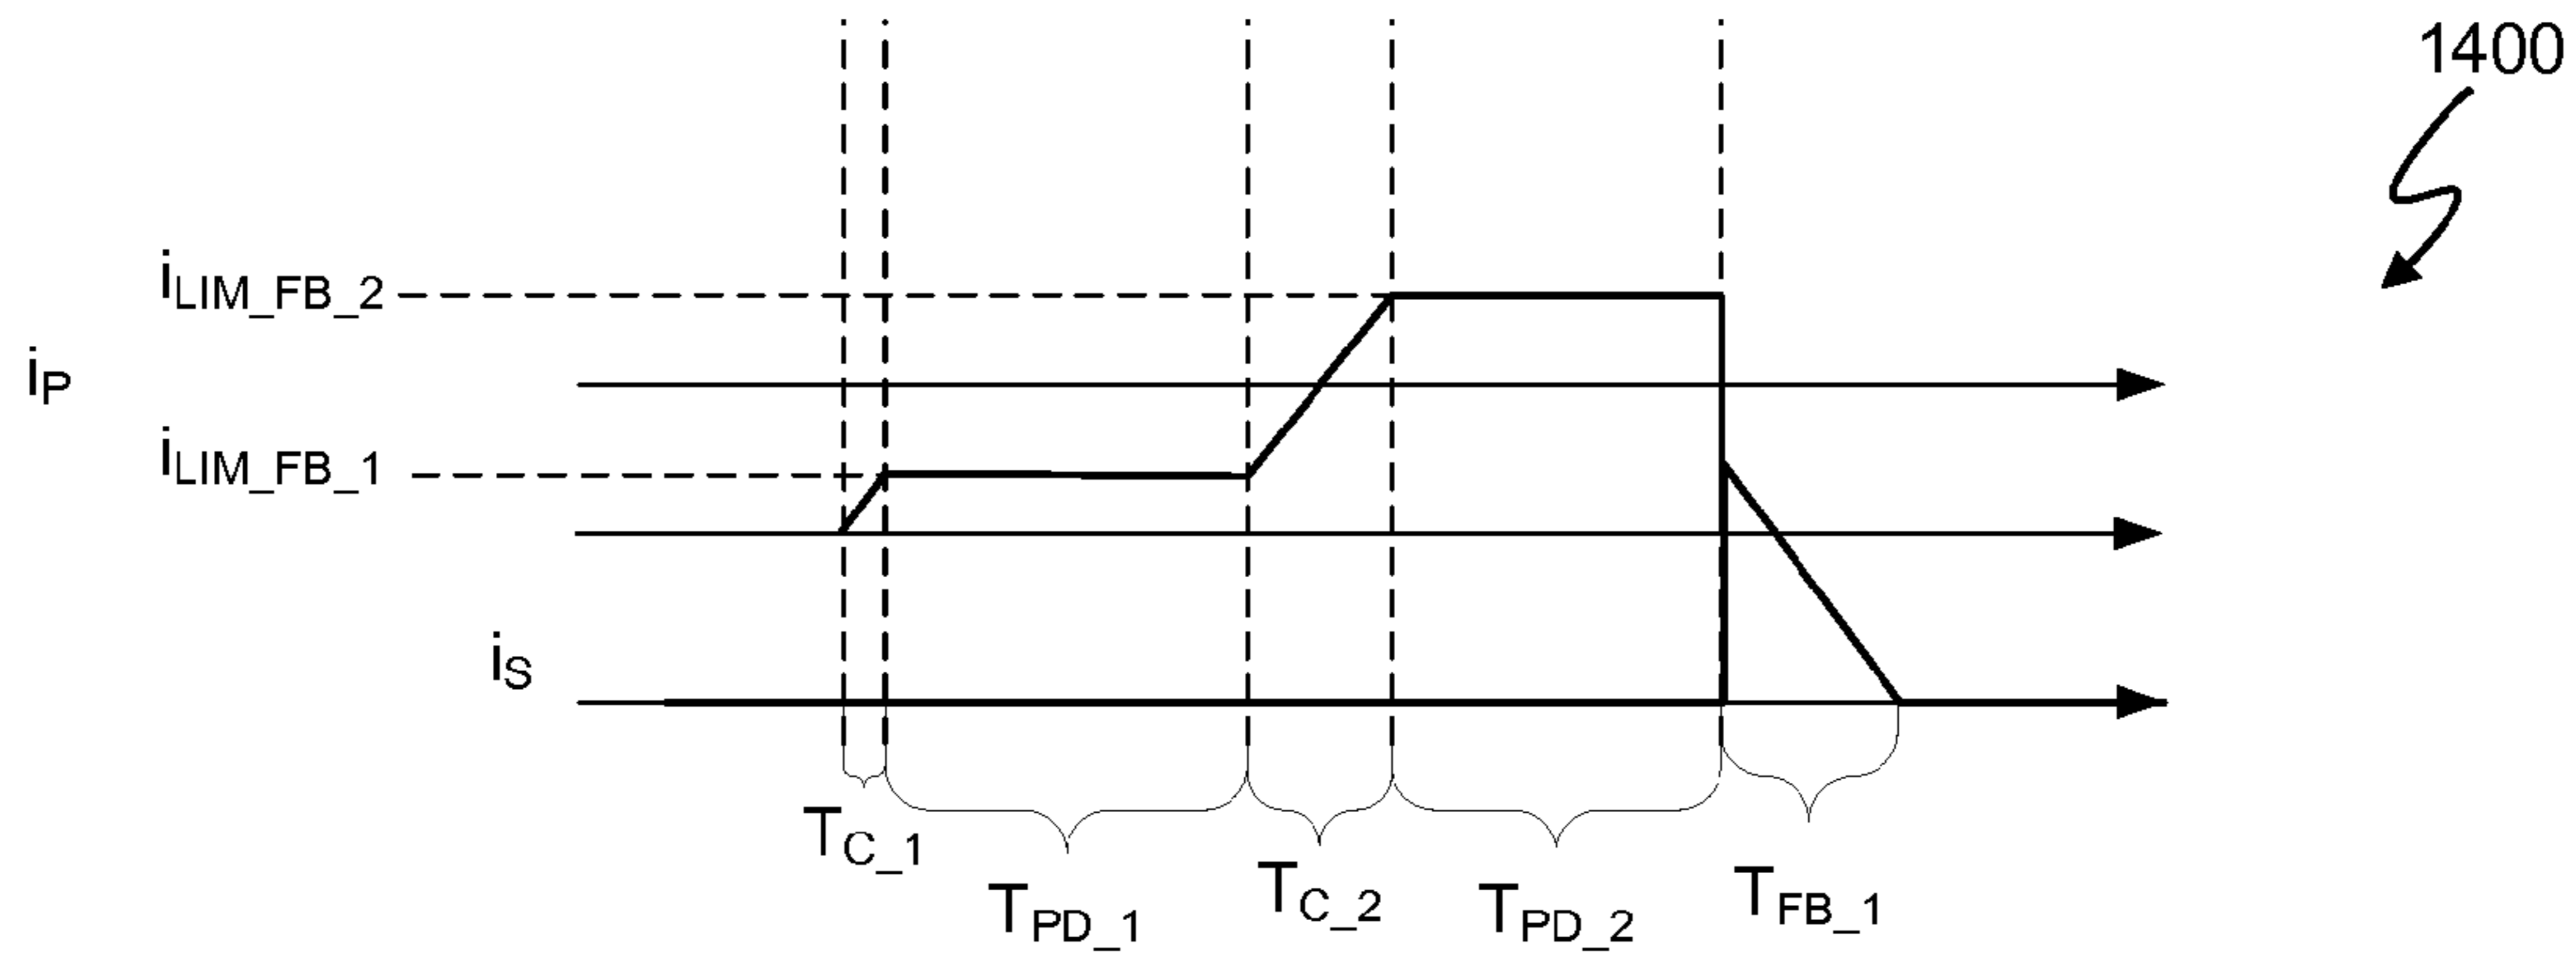 1400
iLIM_FB_2
iP
iLIM_FB_1
iS
TC_1
TPD_1
TC_2
TPD_2
TFB_1